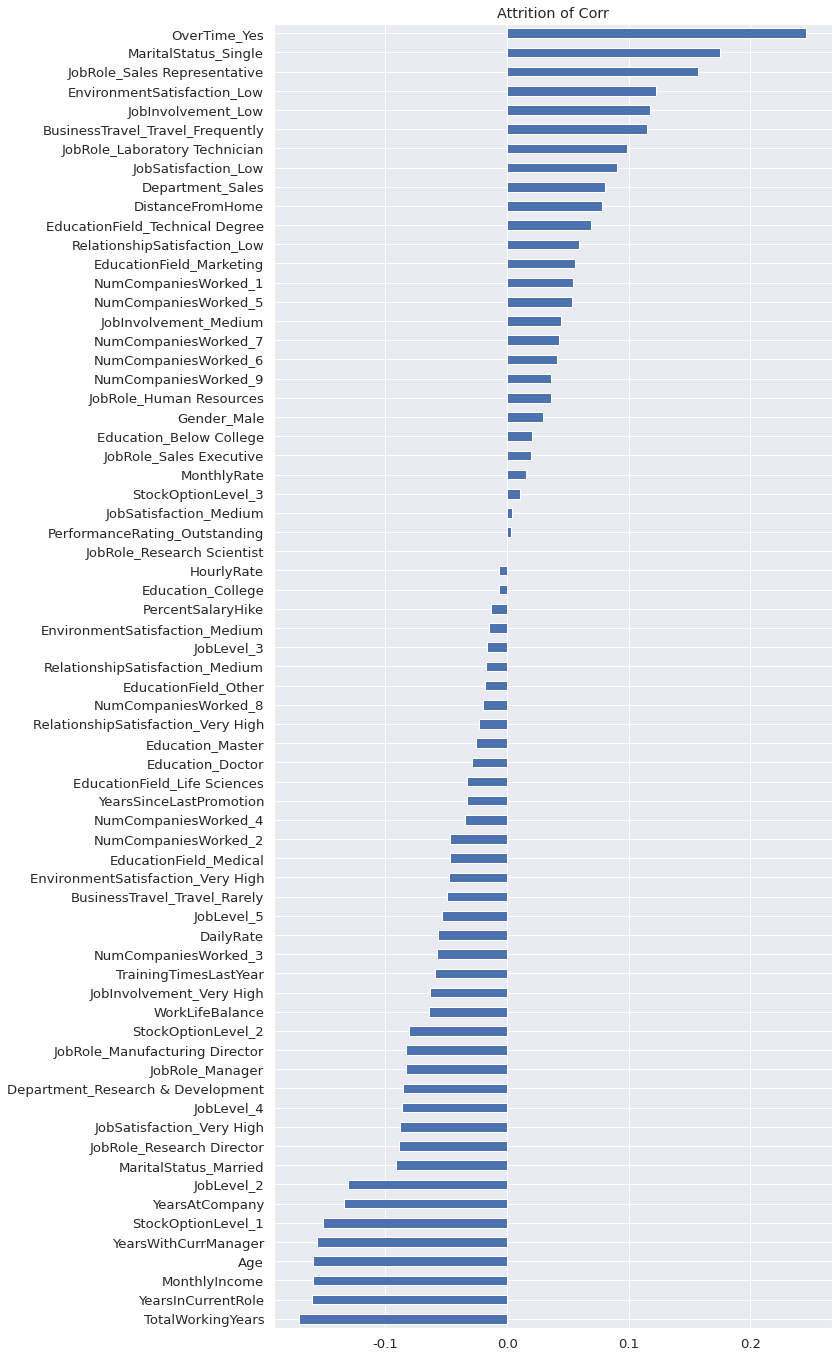 Attrition of Corr
OverTime_Yes
MaritalStatus_Single
JobRole_Sales Representative
EnvironmentSatisfaction_Low
JobInvolvement_Low
BusinessTravel_Travel_Frequently
JobRole_Laboratory Technician
JobSatisfaction_Low
Department_Sales
DistanceFromHome
EducationField_Technical Degree
RelationshipSatisfaction_Low
EducationField_Marketing
NumCompaniesWorked_1
NumCompaniesWorked_5
JobInvolvement_Medium
NumCompaniesWorked_7
NumCompaniesWorked_6
NumCompaniesWorked_9
JobRole_Human Resources
Gender_Male
Education_Below College
JobRole_Sales Executive
MonthlyRate
StockOptionLevel_3
JobSatisfaction_Medium
PerformanceRating_Outstanding
JobRole_Research Scientist
HourlyRate
Education_College
PercentSalaryHike
EnvironmentSatisfaction_Medium
JobLevel_3
RelationshipSatisfaction_Medium
EducationField_Other
NumCompaniesWorked_8
RelationshipSatisfaction_Very High
Education_Master
Education_Doctor
EducationField_Life Sciences
YearsSinceLastPromotion
NumCompaniesWorked_4
NumCompaniesWorked_2
EducationField_Medical
EnvironmentSatisfaction_Very High
BusinessTravel_Travel_Rarely
JobLevel_5
DailyRate
NumCompaniesWorked_3
TrainingTimesLastYear
JobInvolvement_Very High
WorkLifeBalance
StockOptionLevel_2
JobRole_Manufacturing Director
JobRole_Manager
Department_Research & Development
JobLevel_4
JobSatisfaction_Very High
JobRole_Research Director
MaritalStatus_Married
JobLevel_2
YearsAtCompany
StockOptionLevel_1
YearsWithCurrManager
Age
MonthlyIncome
YearsInCurrentRole
TotalWorkingYears
-0.1 0.0 0.1 0.2